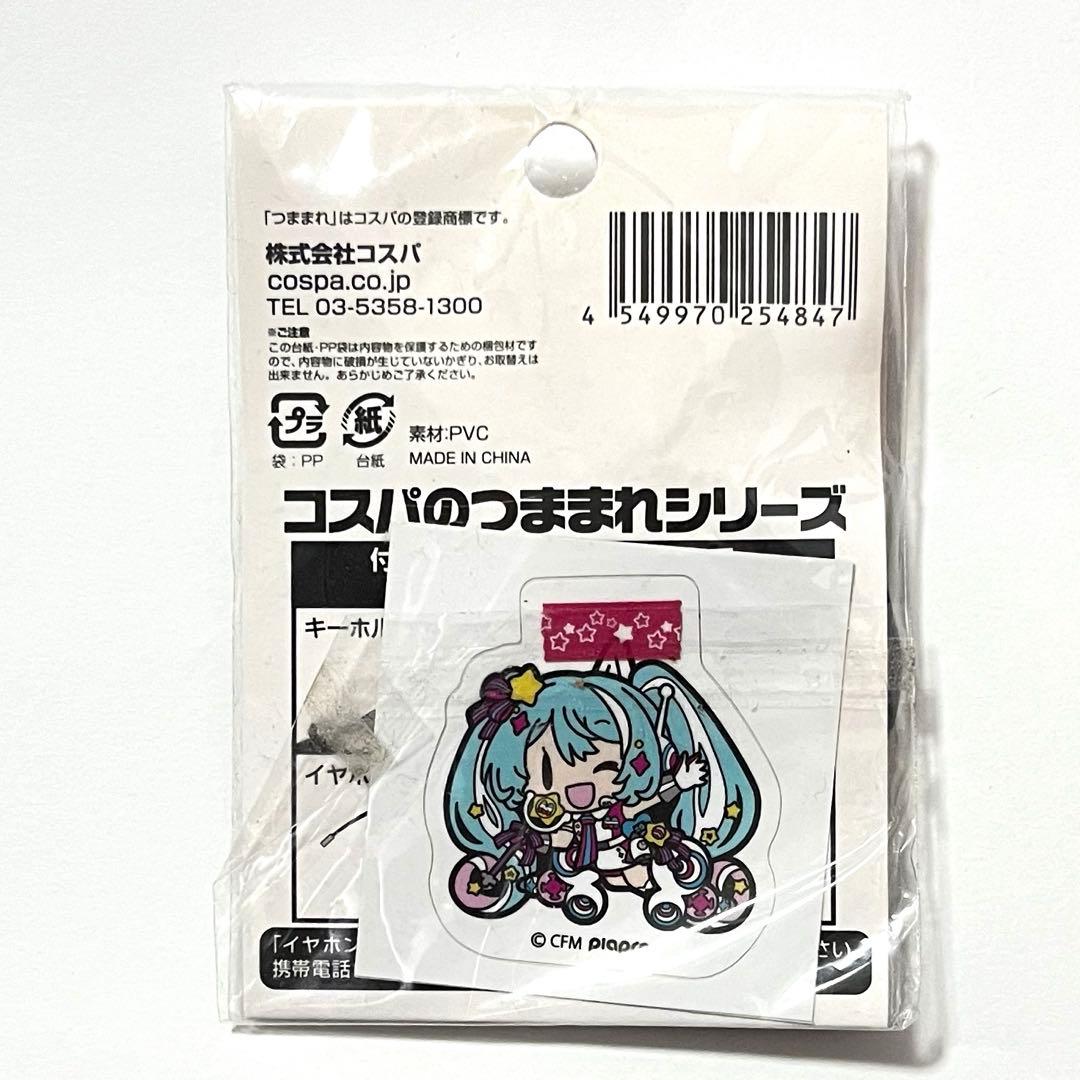 「つままれ」はコスパの登録商標です。
株式会社コスパ
cospa.co.jp
TEL 03-5358-1300
4 549970 254847
※ご注意
この台紙・PP袋は内容物を保護するための梱包材です
ので、内容物に破損が生じていないかぎり、お取替えは
出来ません。あらかじめご了承ください。
プラ
紙
袋：PP
台紙
素材:PVC
MADE IN CHINA
コスパのつままれシリーズ
付
キーホル
イヤホ
© CFM piapro
「イヤホン
さい。
携帯電話